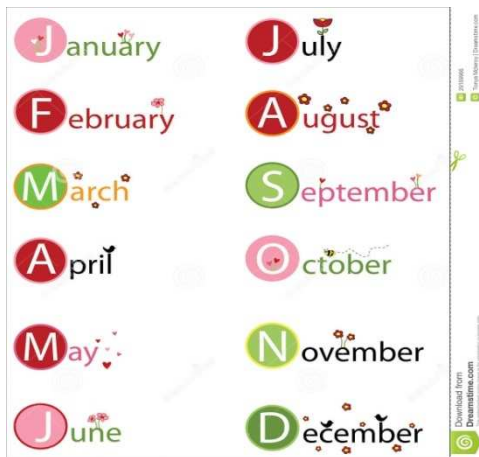 January
February
March
April
May
June
July
August
September
October
November
December
Download from
Dreamstime.com